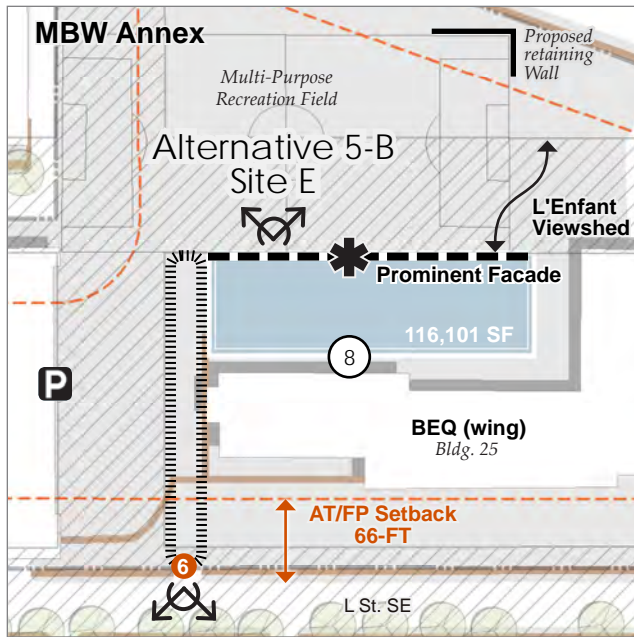 MBW Annex
Proposed
retaining
Wall
Multi-Purpose
Recreation Field
Alternative 5-B
Site E
L'Enfant
Viewshed
Prominent Facade
116,101 SF
8
P
BEQ (wing)
Bldg. 25
AT/FP Setback
66-FT
6
L St. SE